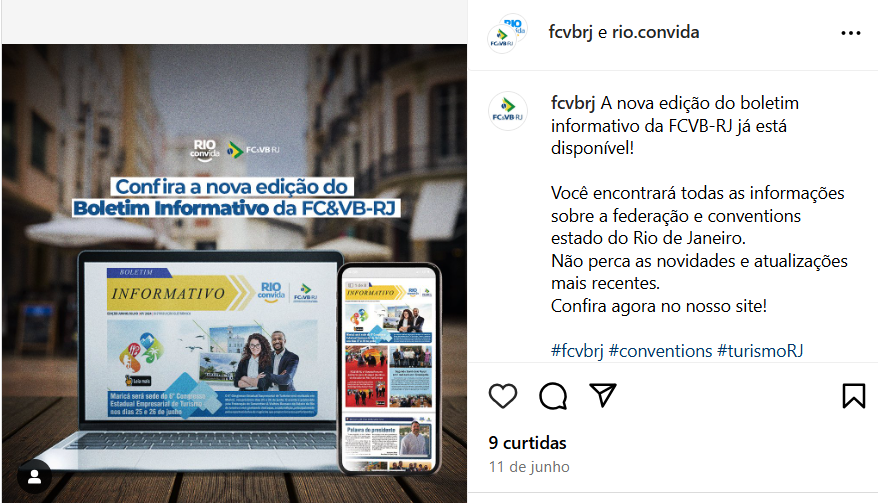 RIO
convida
FC&VB-RJ
Confira a nova edição do
Boletim Informativo da FC&VB-RJ
BOLETIM
INFORMATIVO
RIO
convida
FC&VB-RJ
Leia mais
Maricá será sede do 6º Congresso
Estadual Empresarial de Turismo
nos dias 25 e 26 de junho
INFORMATIVO
Palavra do presidente
fcvbrj e rio.convida
fcvbrj A nova edição do boletim
informativo da FCVB-RJ já está
disponível!
Você encontrará todas as informações
sobre a federação e conventions
estado do Rio de Janeiro.
Não perca as novidades e atualizações
mais recentes.
Confira agora no nosso site!
#fcvbrj #conventions #turismoRJ
9 curtidas
11 de junho